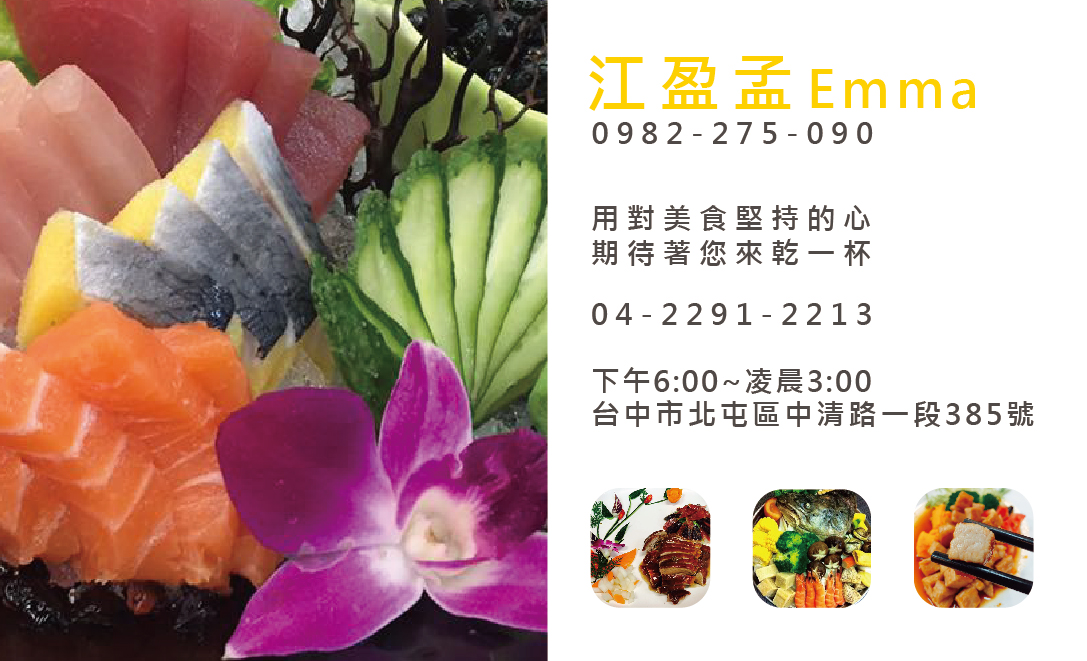 江盈孟Emma
0982-275-090
用對美食堅持的心
期待著您來乾一杯
04-2291-2213
下午6:00~凌晨3:00
台中市北屯區中清路一段385號